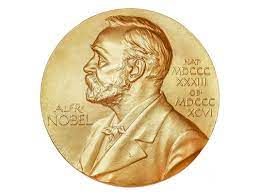 ALFR·
NOBEL
NAT·
MDCCC
XXXIII
OB·
MDCCC
XCVI